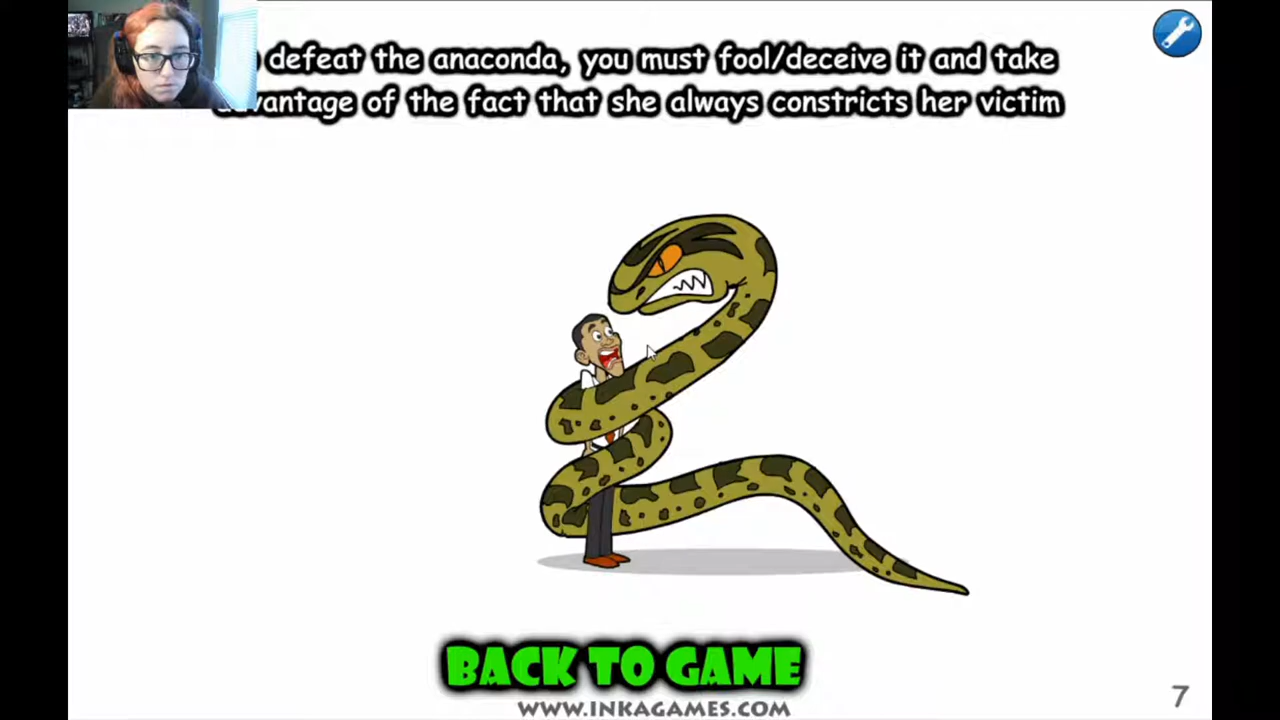 defeat the anaconda, you must fool/deceive it and take
advantage of the fact that she always constricts her victim
BACK TO GAME
WWW.INKAGAMES.COM
7